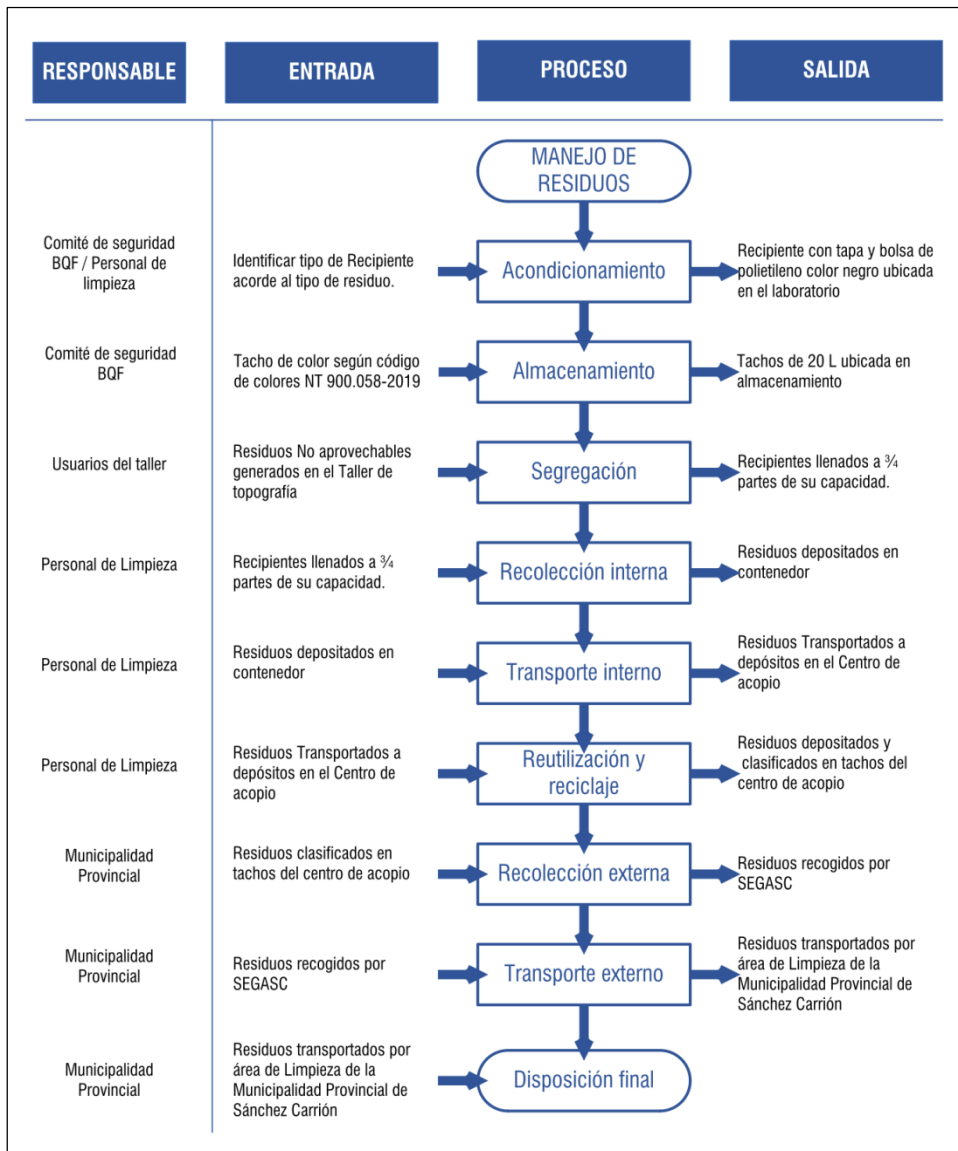 RESPONSABLE
ENTRADA
PROCESO
SALIDA
MANEJO DE
RESIDUOS
Comité de seguridad
BQF / Personal de
limpieza
Identificar tipo de Recipiente
acorde al tipo de residuo.
Acondicionamiento
Recipiente con tapa y bolsa de
polietileno color negro ubicada
en el laboratorio
Comité de seguridad
BQF
Tacho de color según código
de colores NT 900.058-2019
Almacenamiento
Tachos de 20 L ubicada en
almacenamiento
Usuarios del taller
Residuos No aprovechables
generados en el Taller de
topografía
Segregación
Recipientes llenados a ¾
partes de su capacidad.
Personal de Limpieza
Recipientes llenados a ¾
partes de su capacidad.
Recolección interna
Residuos depositados en
contenedor
Personal de Limpieza
Residuos depositados en
contenedor
Transporte interno
Residuos Transportados a
depósitos en el Centro de
acopio
Personal de Limpieza
Residuos Transportados a
depósitos en el Centro de
acopio
Reutilización y
reciclaje
Residuos depositados y
clasificados en tachos del
centro de acopio
Municipalidad
Provincial
Residuos clasificados en
tachos del centro de acopio
Recolección externa
Residuos recogidos por
SEGASC
Municipalidad
Provincial
Residuos recogidos por
SEGASC
Transporte externo
Residuos transportados por
área de Limpieza de la
Municipalidad Provincial de
Sánchez Carrión
Municipalidad
Provincial
Residuos transportados por
área de Limpieza de la
Municipalidad Provincial de
Sánchez Carrión
Disposición final